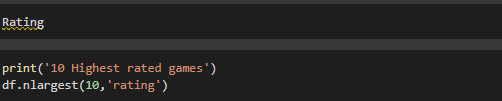 Rating
print('10 Highest rated games')
df.nlargest(10,'rating')